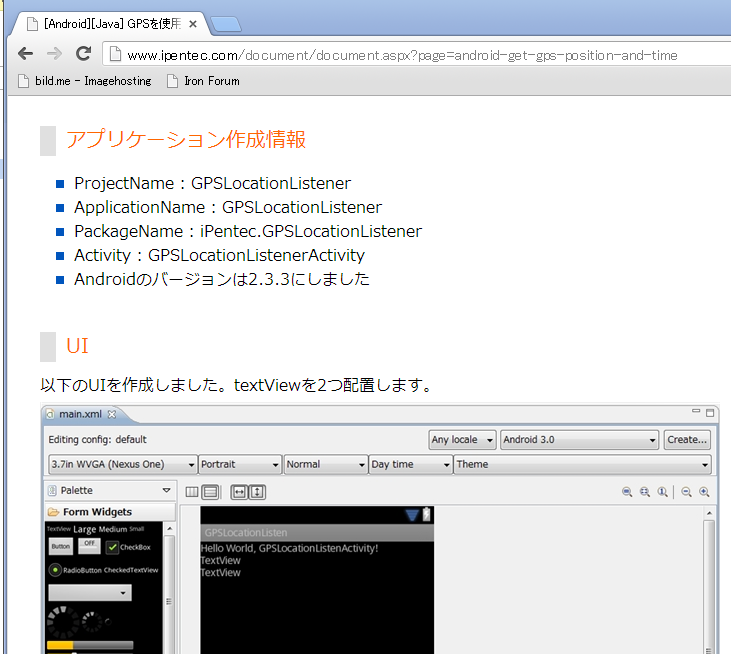 [Android][Java] GPSを使用
www.ipentec.com/document/document.aspx?page=android-get-gps-position-and-time
bild.me - Imagehosting Iron Forum
アプリケーション作成情報
ProjectName：GPSLocationListener
ApplicationName：GPSLocationListener
PackageName：iPentec.GPSLocationListener
Activity：GPSLocationListenerActivity
Androidのバージョンは2.3.3にしました
UI
以下のUIを作成しました。textViewを2つ配置します。
main.xml
Editing config: default Any locale Android 3.0 Create...
3.7in WVGA (Nexus One) Portrait Normal Day time Theme
Palette
Form Widgets
TextView Large Medium Small
Button OFF CheckBox
RadioButton CheckedTextView
GPSLocationListen
Hello World, GPSLocationListenActivity!
TextView
TextView